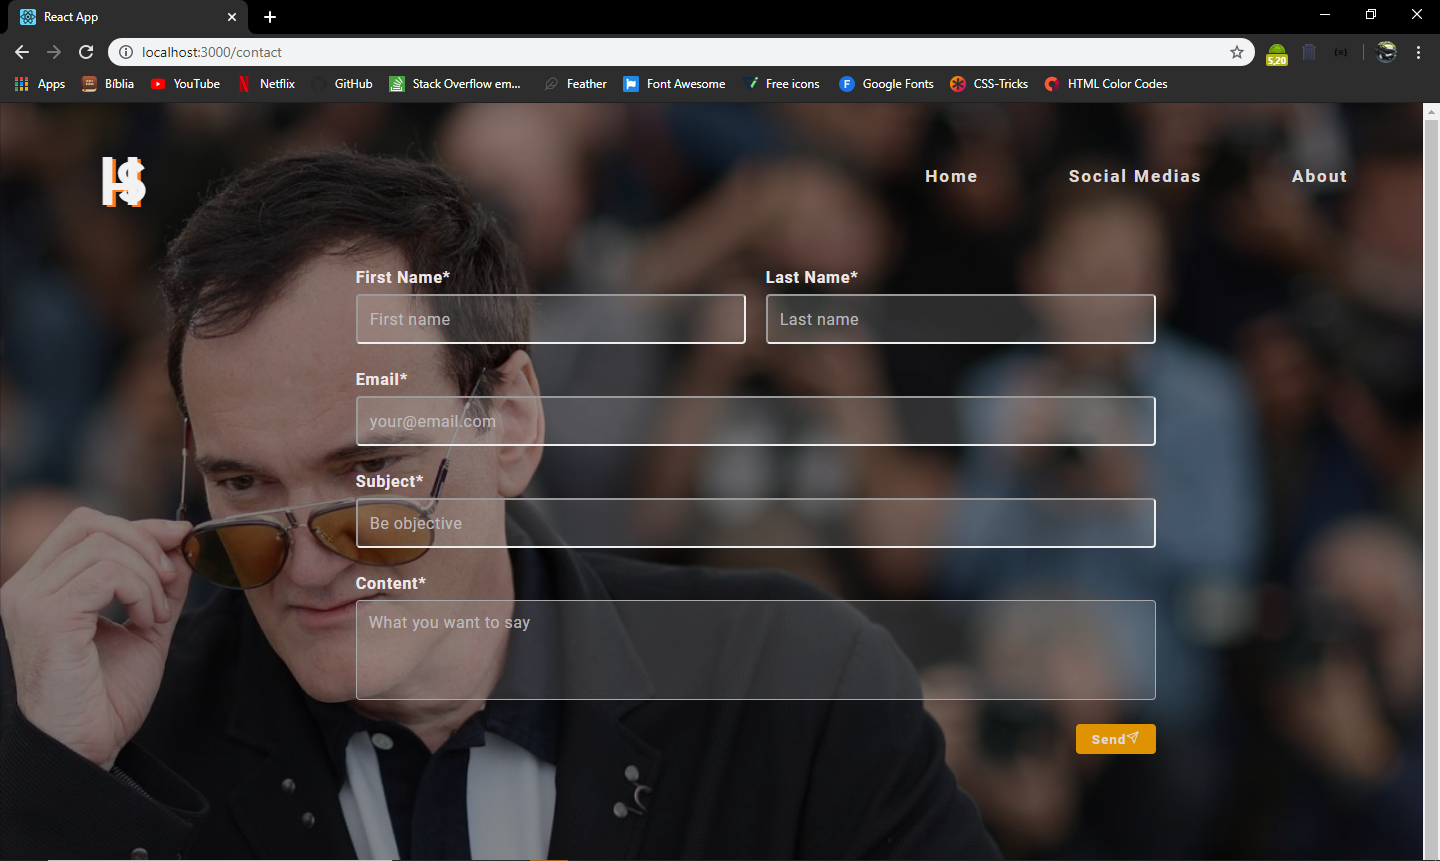 React App
localhost:3000/contact
5,20
Apps Bíblia YouTube Netflix GitHub Stack Overflow em... Feather Font Awesome Free icons Google Fonts CSS-Tricks HTML Color Codes
HS Home Social Medias About
First Name* Last Name*
First name Last name
Email*
your@email.com
Subject*
Be objective
Content*
What you want to say
Send